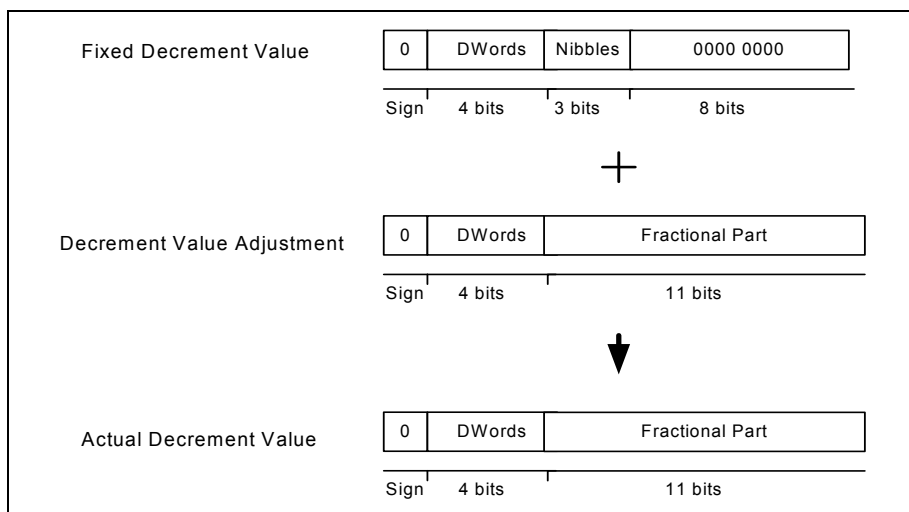 Fixed Decrement Value
0 DWords Nibbles 0000 0000
Sign 4 bits 3 bits 8 bits
+
Decrement Value Adjustment
0 DWords Fractional Part
Sign 4 bits 11 bits
Actual Decrement Value
0 DWords Fractional Part
Sign 4 bits 11 bits